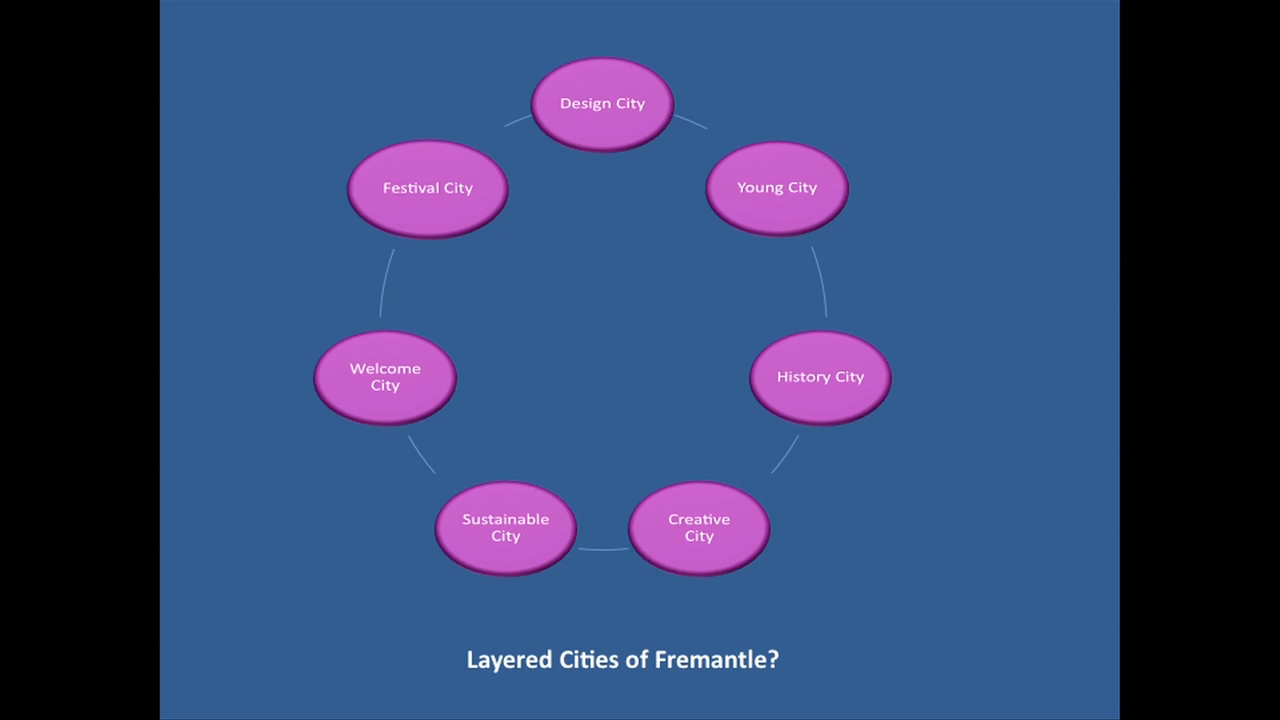 Design City
Young City
History City
Creative
City
Sustainable
City
Welcome
City
Festival City
Layered Cities of Fremantle?